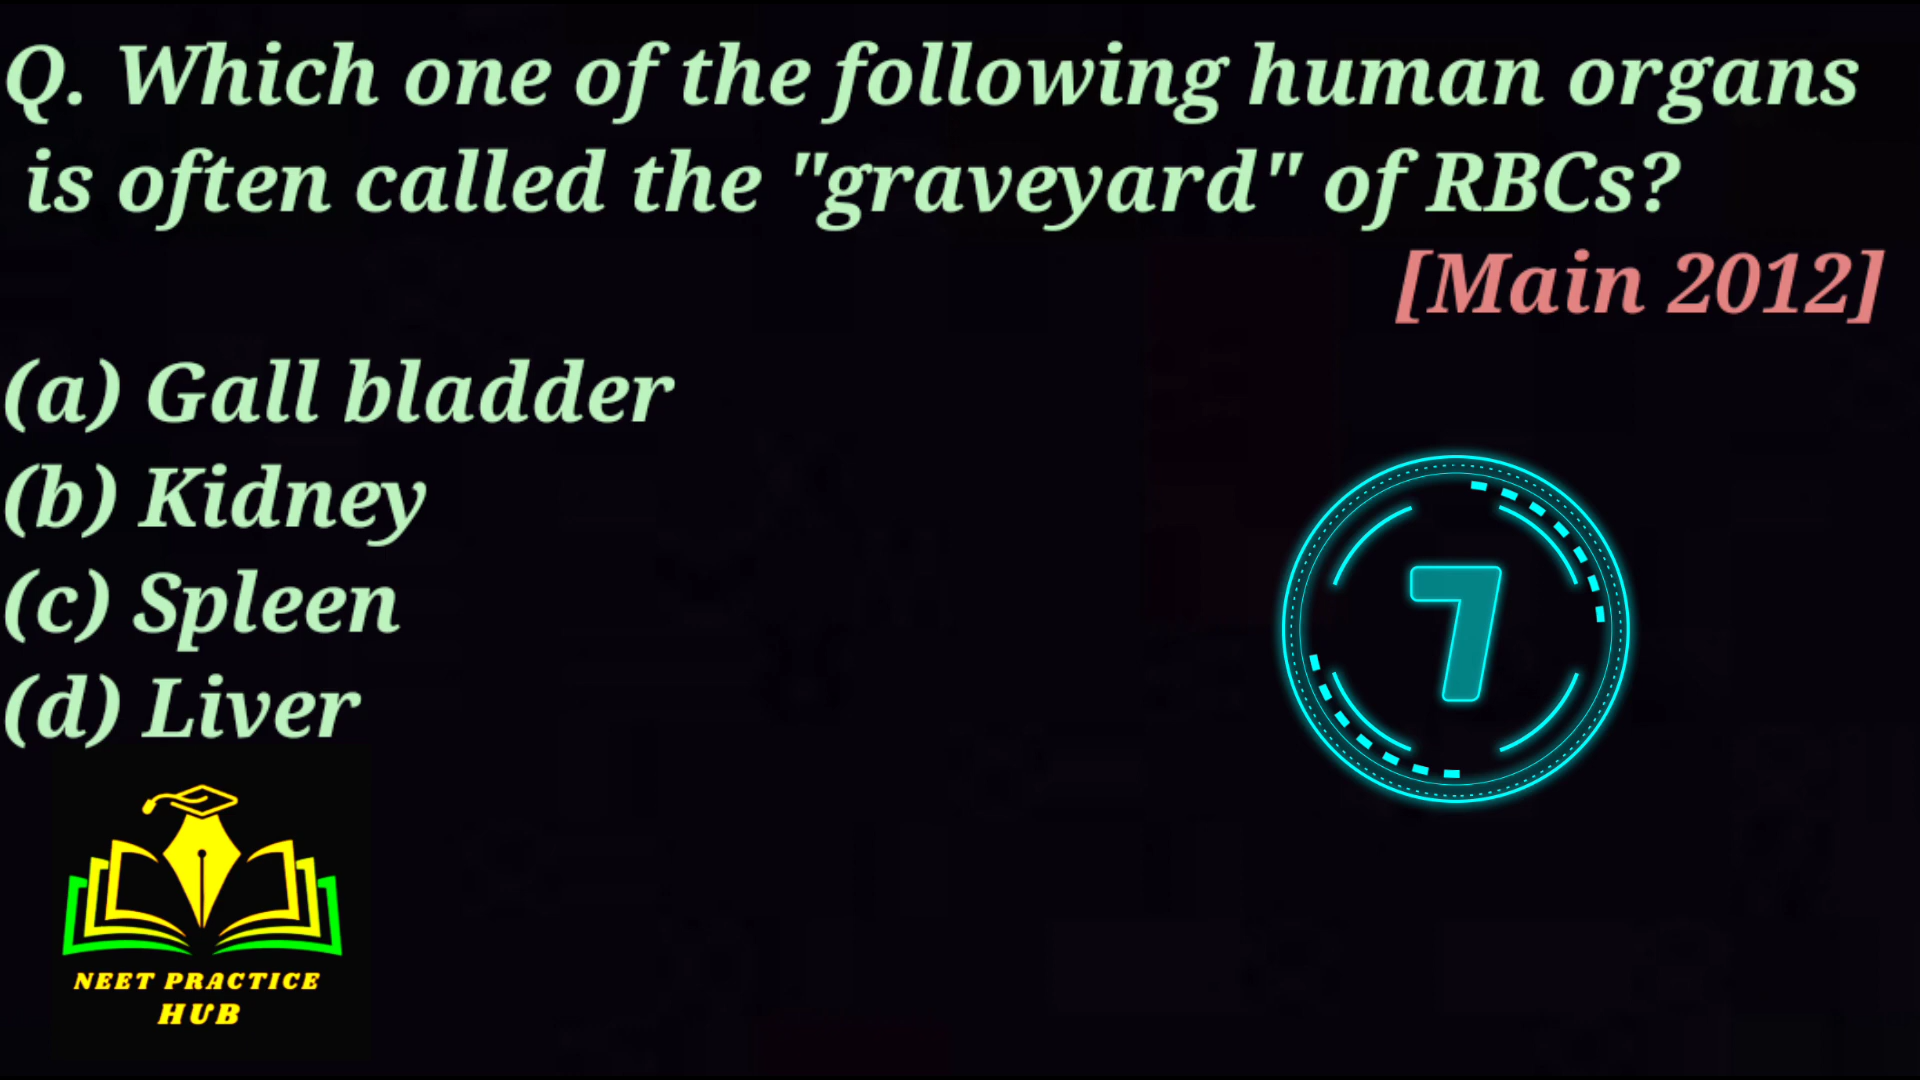 Q. Which one of the following human organs
is often called the "graveyard" of RBCs?
[Main 2012]
(a) Gall bladder
(b) Kidney
(c) Spleen
(d) Liver
7
NEET PRACTICE
HUB